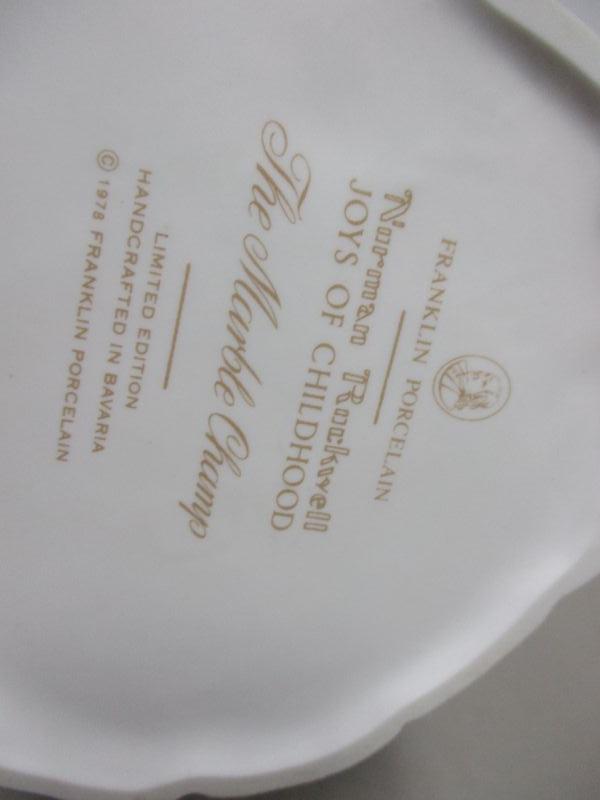 FRANKLIN PORCELAIN
Norman Rockwell
JOYS OF CHILDHOOD
The Marble Champ
LIMITED EDITION
HANDCRAFTED IN BAVARIA
© 1978 FRANKLIN PORCELAIN